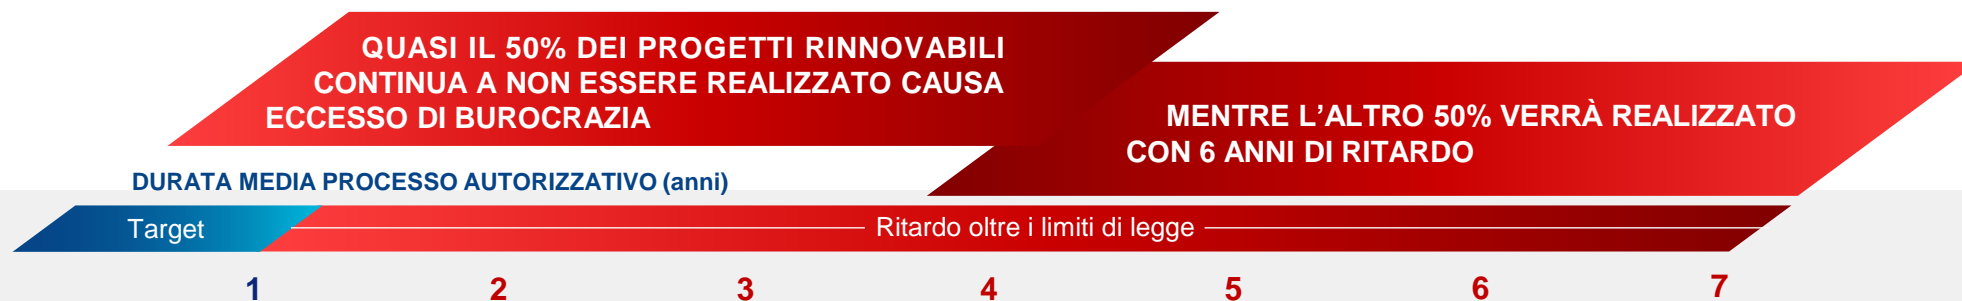 QUASI IL 50% DEI PROGETTI RINNOVABILI
CONTINUA A NON ESSERE REALIZZATO CAUSA
ECCESSO DI BUROCRAZIA
MENTRE L’ALTRO 50% VERRÀ REALIZZATO
CON 6 ANNI DI RITARDO
DURATA MEDIA PROCESSO AUTORIZZATIVO (anni)
Target
Ritardo oltre i limiti di legge
1 2 3 4 5 6 7